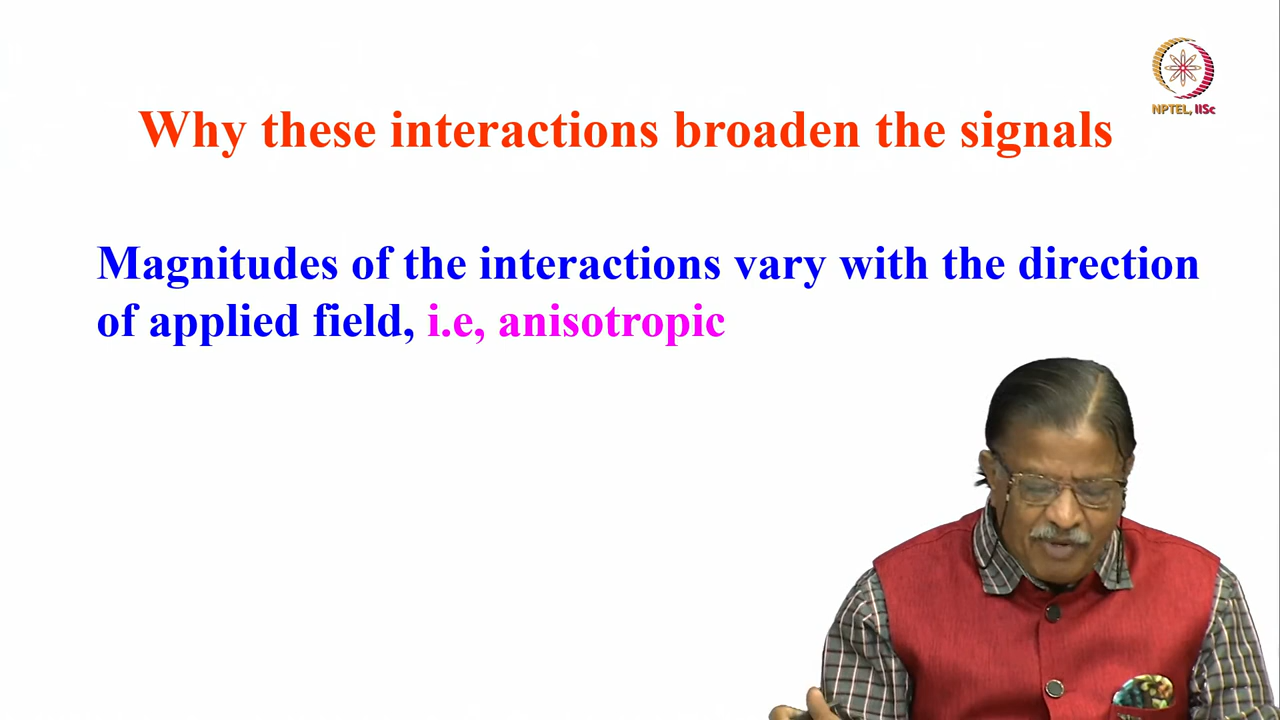 NPTEL, IISc
Why these interactions broaden the signals
Magnitudes of the interactions vary with the direction
of applied field, i.e, anisotropic